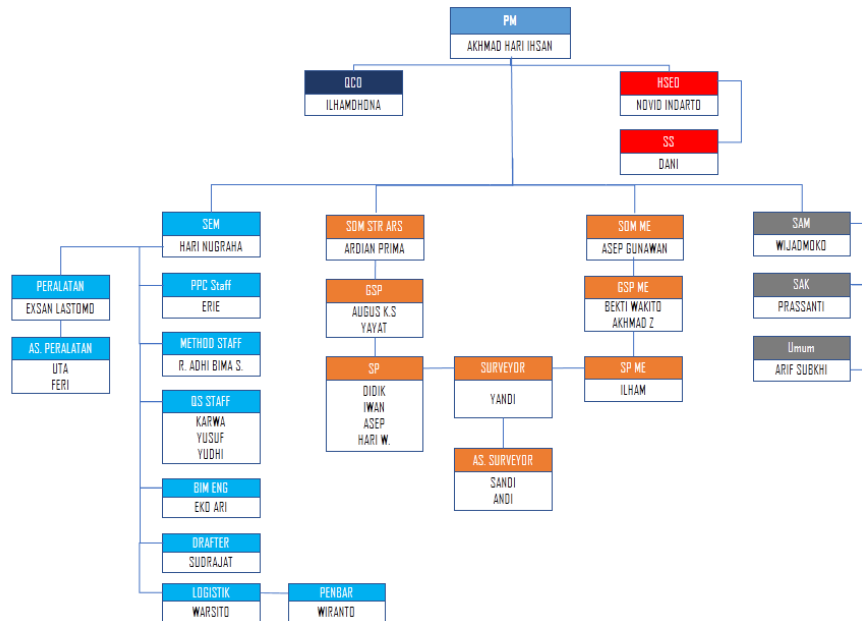 PM
AKHMAD HARI IHSAN
QCO
ILHAMDHONA
HSEO
NOVID INDARTO
SS
DANI
SEM
HARI NUGRAHA
SOM STR ARS
ARDIAN PRIMA
SOM ME
ASEP GUNAWAN
SAM
WIJADMOKO
PERALATAN
EXSAN LASTOMO
AS. PERALATAN
UTA
FERI
PPC Staff
ERIE
METHOD STAFF
R. ADHI BIMA S.
QS STAFF
KARWA
YUSUF
YUDHI
BIM ENG
EKO ARI
DRAFTER
SUDRAJAT
LOGISTIK
WARSITO
PENBAR
WIRANTO
GSP
AUGUS K.S
YAYAT
SP
DIDIK
IWAN
ASEP
HARI W.
SURVEYOR
YANDI
AS. SURVEYOR
SANDI
ANDI
GSP ME
BEKTI WAKITO
AKHMAD Z
SP ME
ILHAM
SAK
PRASSANTI
Umum
ARIF SUBKHI